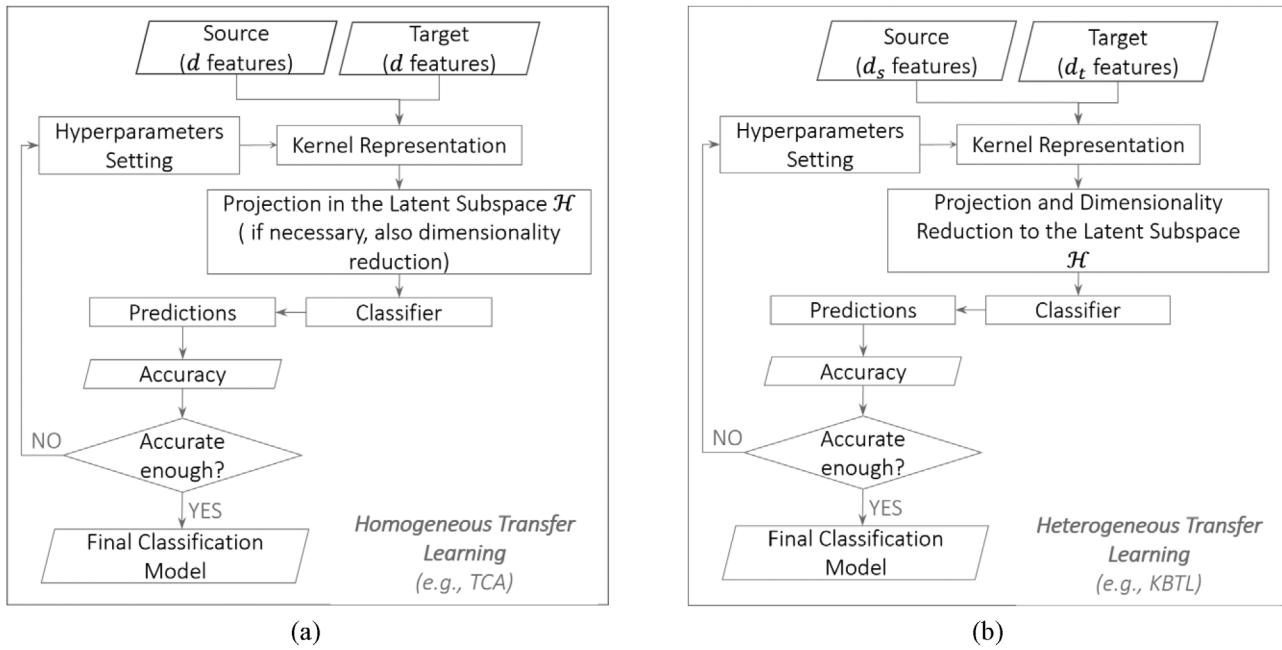 Source
(d features)
Target
(d features)
Hyperparameters
Setting
Kernel Representation
Projection in the Latent Subspace ℋ
( if necessary, also dimensionality
reduction)
Predictions
Classifier
Accuracy
NO
Accurate
enough?
YES
Final Classification
Model
Homogeneous Transfer
Learning
(e.g., TCA)
(a)
Source
(dₛ features)
Target
(dₜ features)
Hyperparameters
Setting
Kernel Representation
Projection and Dimensionality
Reduction to the Latent Subspace
ℋ
Predictions
Classifier
Accuracy
NO
Accurate
enough?
YES
Final Classification
Model
Heterogeneous Transfer
Learning
(e.g., KBTL)
(b)